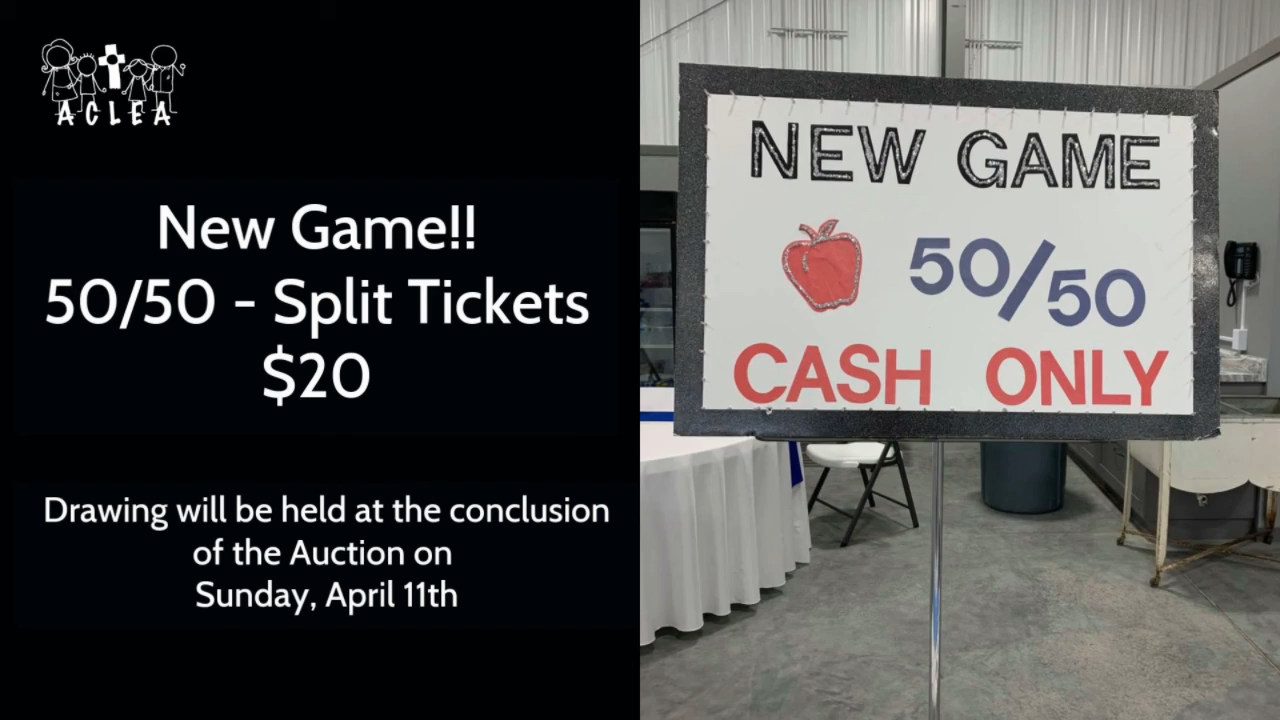 ACLEA
New Game!!
50/50 - Split Tickets
$20
Drawing will be held at the conclusion
of the Auction on
Sunday, April 11th
NEW GAME
50/50
CASH ONLY